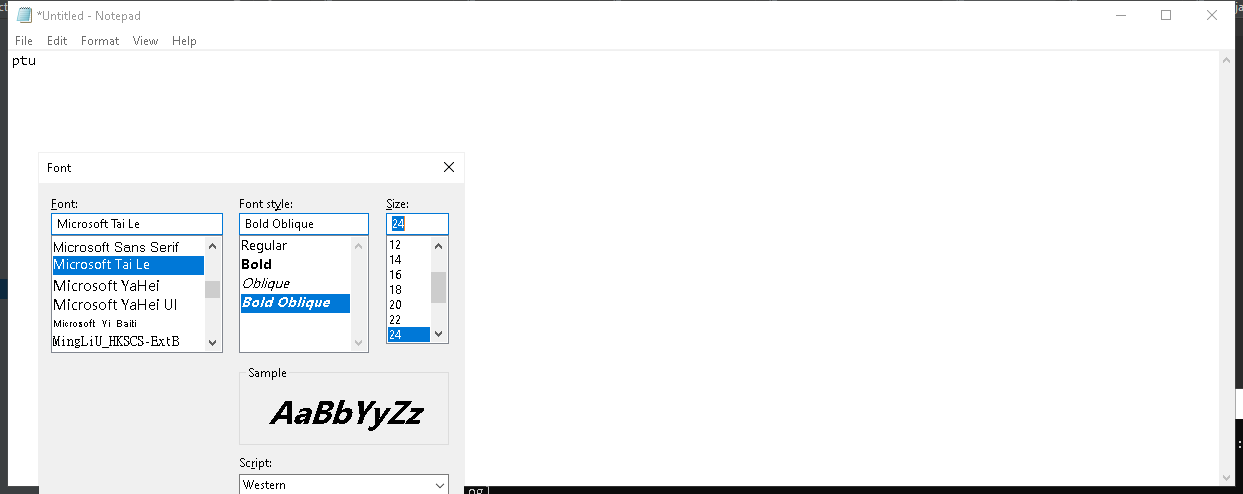 *Untitled - Notepad
File Edit Format View Help
ptu
Font
Font: Font style: Size:
Microsoft Tai Le Bold Oblique 24
Microsoft Sans Serif
Microsoft Tai Le
Microsoft YaHei
Microsoft YaHei UI
Microsoft Yi Baiti
MingLiU_HKSCS-ExtB
Regular
Bold
Oblique
Bold Oblique
12
14
16
18
20
22
24
Sample
AaBbYyZz
Script:
Western